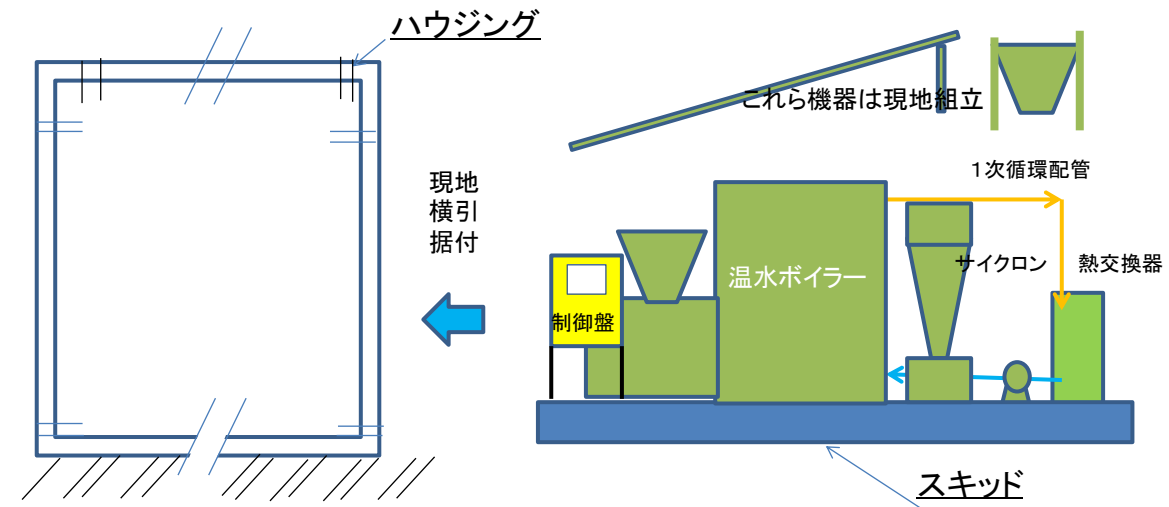 ハウジング
これら機器は現地組立
現地
横引
据付
1次循環配管
サイクロン
熱交換器
温水ボイラー
制御盤
スキッド